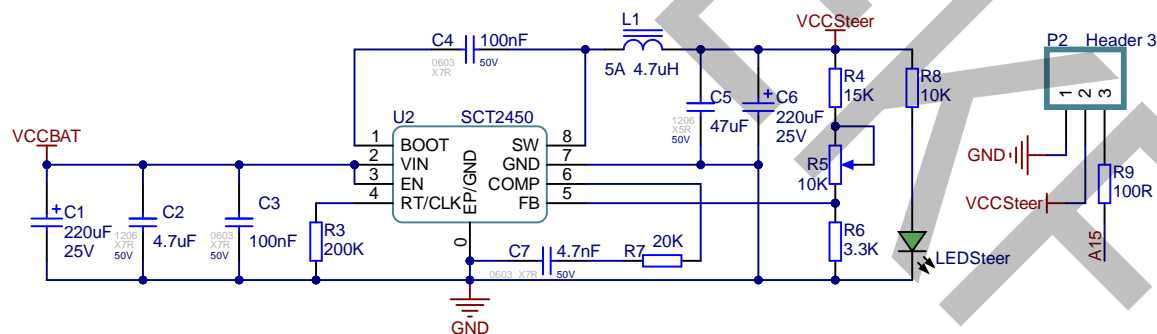 VCCSteer
L1
P2
Header 3
C4
100nF
0603
X7R
50V
5A 4.7uH
R4
15K
R8
10K
1
2
3
C5
1206
X5R
50V
47uF
+
C6
220uF
25V
U2
SCT2450
VCCBAT
1
BOOT
SW
8
2
VIN
GND
7
3
EN
COMP
6
4
RT/CLK
FB
5
EP/GND
0
R5
10K
GND
R9
100R
VCCSteer
A15
+
C1
220uF
25V
C2
4.7uF
1206
X7R
50V
C3
100nF
0603
X7R
50V
R3
200K
C7
4.7nF
0603 X7R
50V
R7
20K
R6
3.3K
LEDSteer
GND